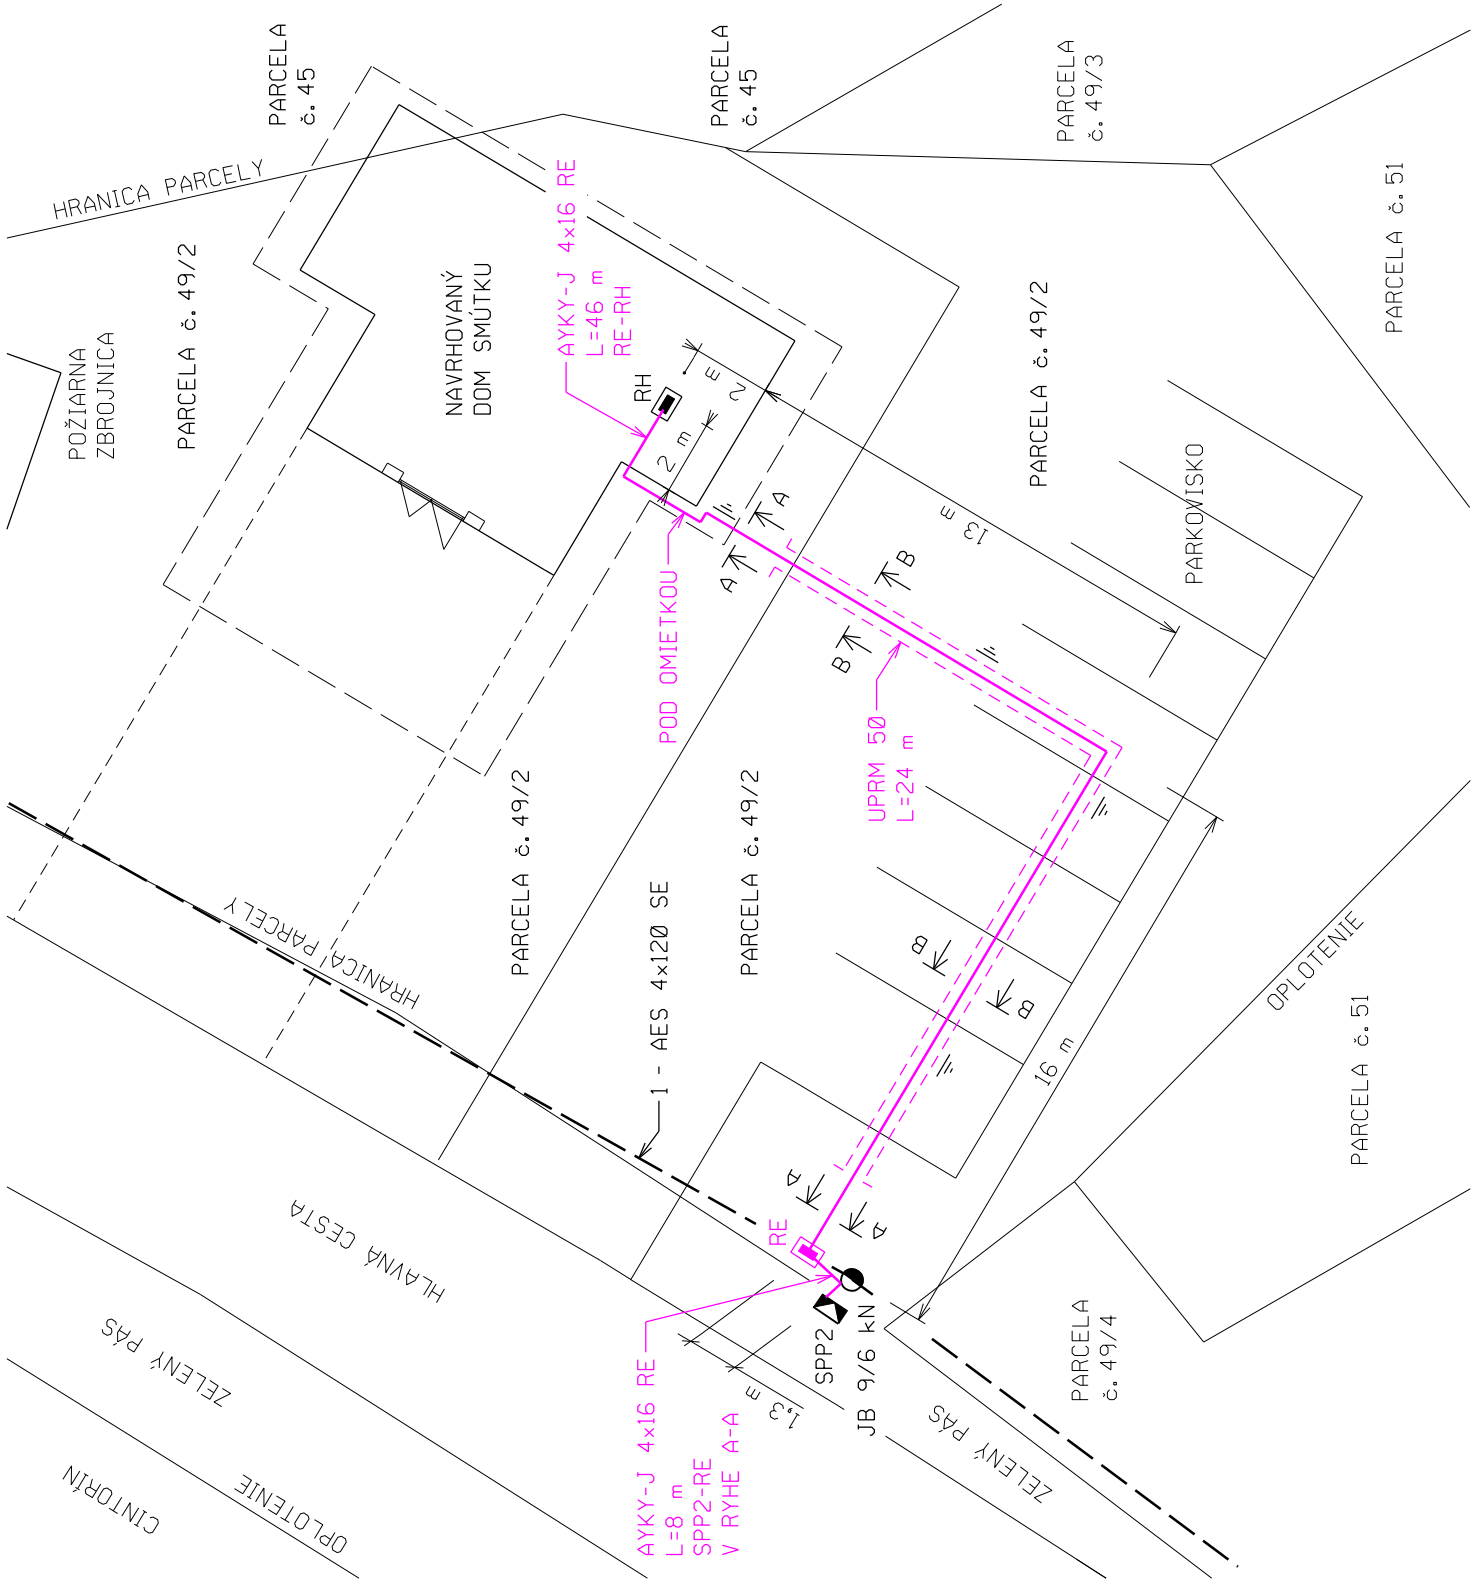 PARCELA
č. 45
PARCELA
č. 45
PARCELA
č. 49/3
HRANICA PARCELY
PARCELA č. 51
POŽIARNA
ZBROJNICA
PARCELA č. 49/2
NAVRHOVANÝ
DOM SMÚTKU
AYKY-J 4x16 RE
L=46 m
RE-RH
RH
2 m
2 m
PARCELA č. 49/2
PARKOVISKO
13 m
A
A
B
B
POD OMIETKOU
UPRM 50
L=24 m
PARCELA č. 49/2
PARCELA č. 49/2
HRANICA PARCELY
1 - AES 4x120 SE
B
B
OPLOTENIE
16 m
PARCELA č. 51
A
A
RE
HLAVNÁ CESTA
ZELENÝ PÁS
SPP2
JB 9/6 kN
1,3 m
PARCELA
č. 49/4
ZELENÝ PÁS
AYKY-J 4x16 RE
L=8 m
SPP2-RE
V RYHE A-A
OPLOTENIE
CINTORÍN